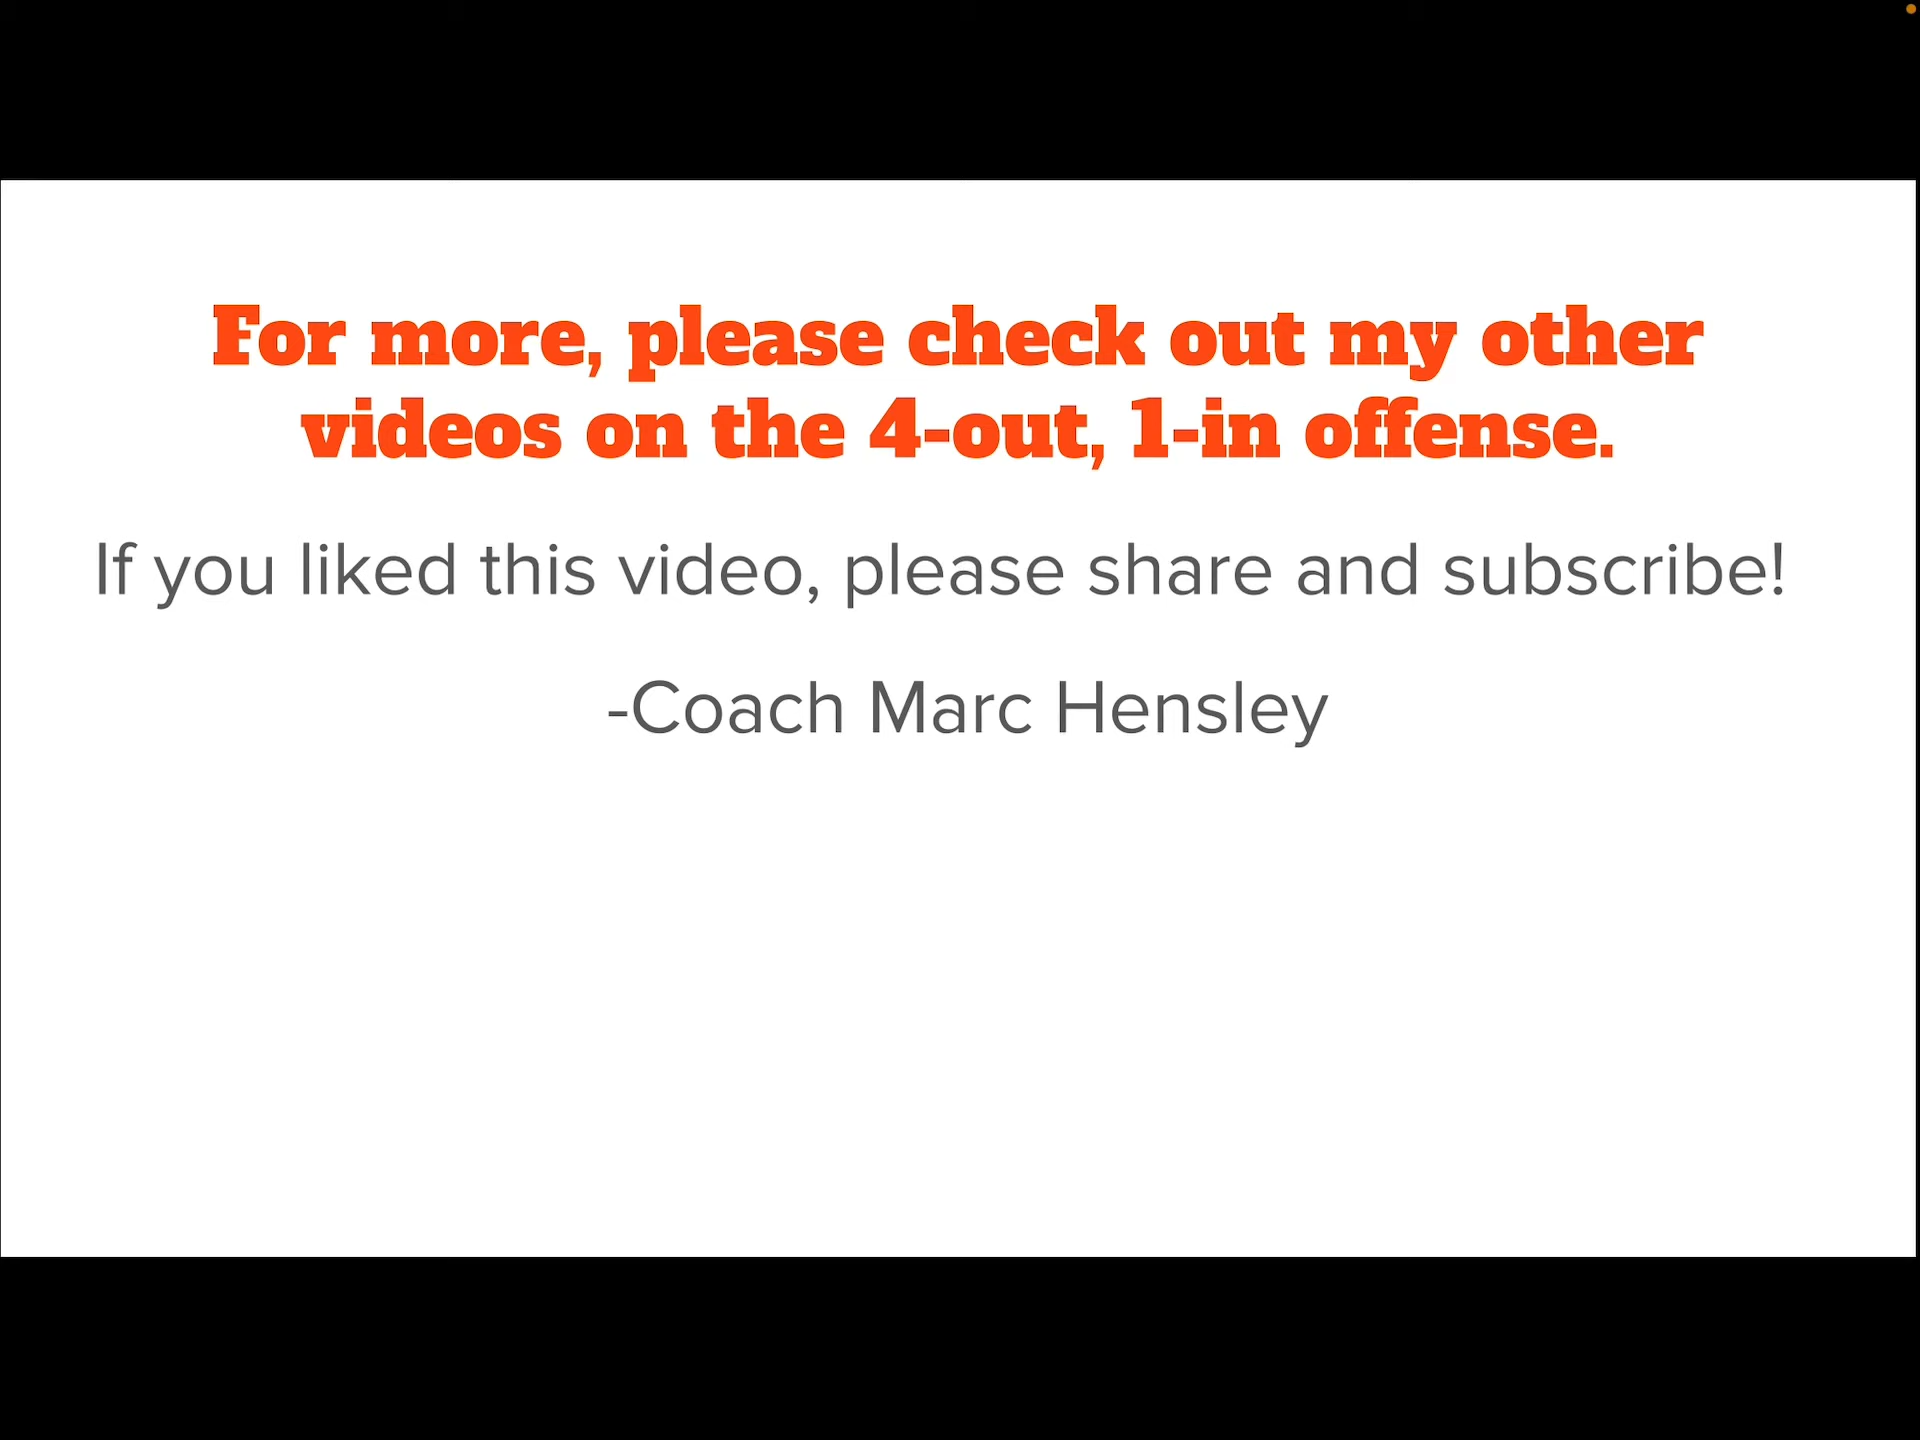 For more, please check out my other
videos on the 4-out, 1-in offense.
If you liked this video, please share and subscribe!
-Coach Marc Hensley